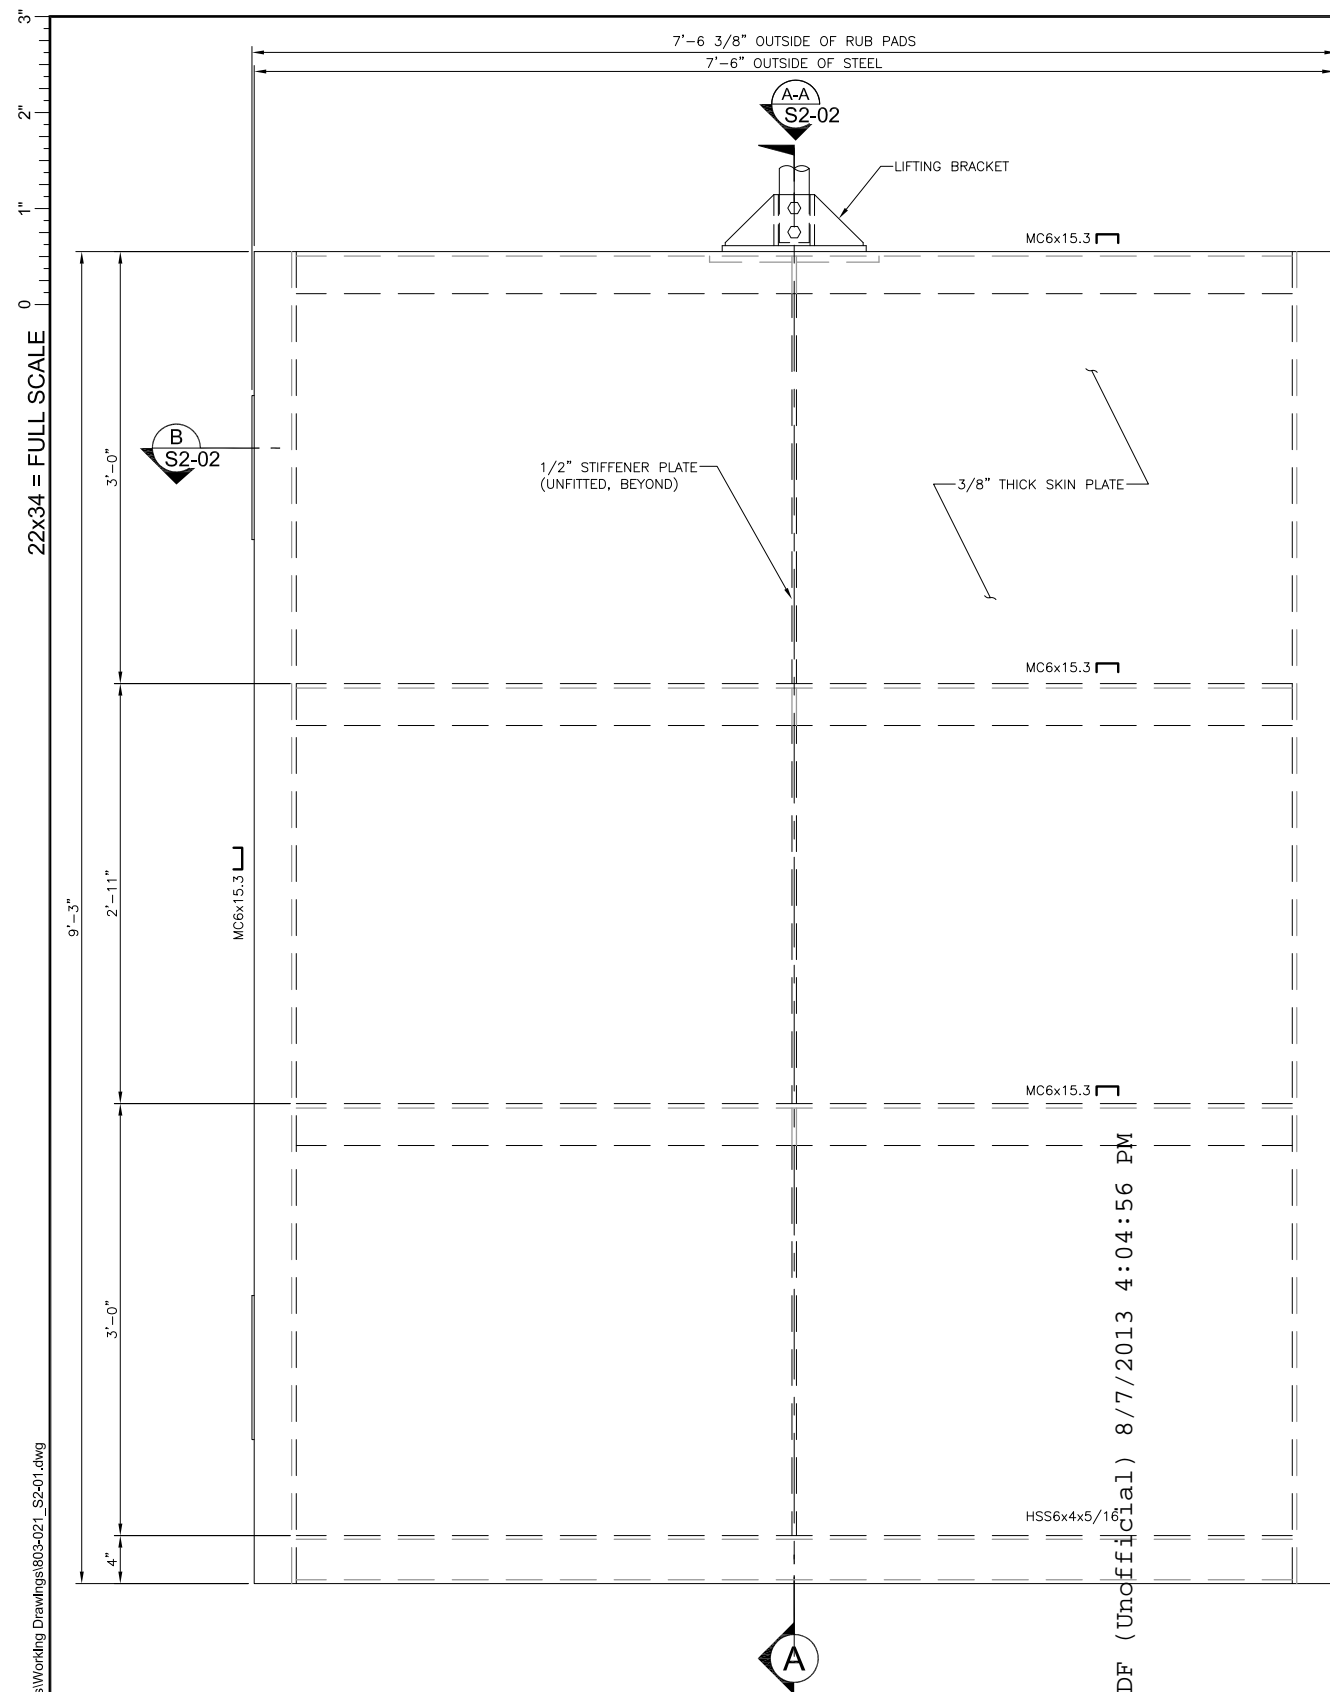 3"
2"
1"
0
22x34 = FULL SCALE
7'-6 3/8" OUTSIDE OF RUB PADS
7'-6" OUTSIDE OF STEEL
A-A
S2-02
LIFTING BRACKET
MC6x15.3
B
S2-02
3'-0"
1/2" STIFFENER PLATE
(UNFITTED, BEYOND)
3/8" THICK SKIN PLATE
MC6x15.3
9'-3"
2'-11"
MC6x15.3
MC6x15.3
3'-0"
HSS6x4x5/16
4"
A
DF (Unofficial) 8/7/2013 4:04:56 PM
s\Working Drawings\803-021_S2-01.dwg